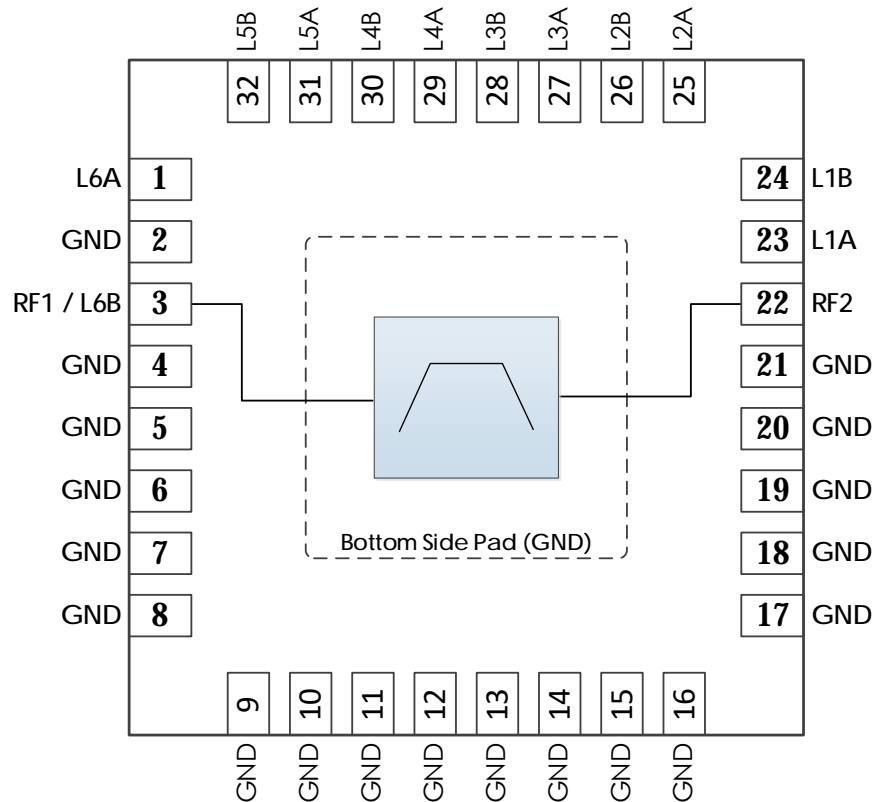 L5B L5A L4B L4A L3B L3A L2B L2A
32 31 30 29 28 27 26 25
L6A 1 24 L1B
GND 2 23 L1A
RF1 / L6B 3 22 RF2
GND 4 21 GND
GND 5 20 GND
GND 6 19 GND
Bottom Side Pad (GND)
GND 7 18 GND
GND 8 17 GND
9 10 11 12 13 14 15 16
GND GND GND GND GND GND GND GND